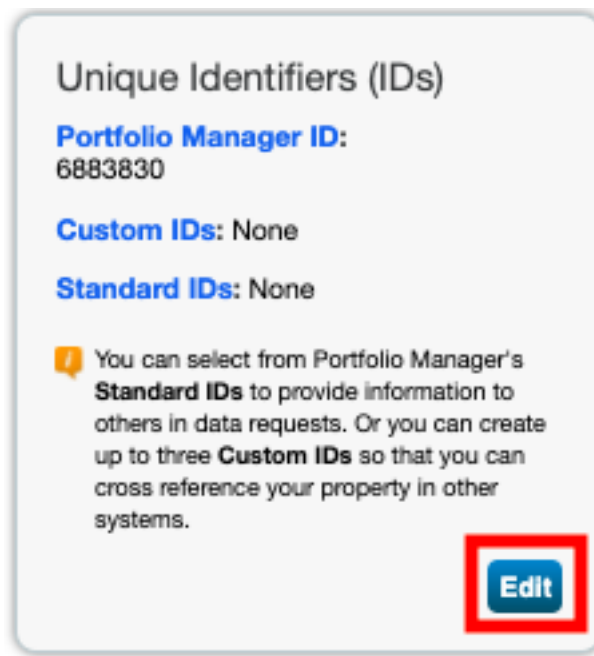 Unique Identifiers (IDs)
Portfolio Manager ID:
6883830
Custom IDs: None
Standard IDs: None
You can select from Portfolio Manager's
Standard IDs to provide information to
others in data requests. Or you can create
up to three Custom IDs so that you can
cross reference your property in other
systems.
Edit